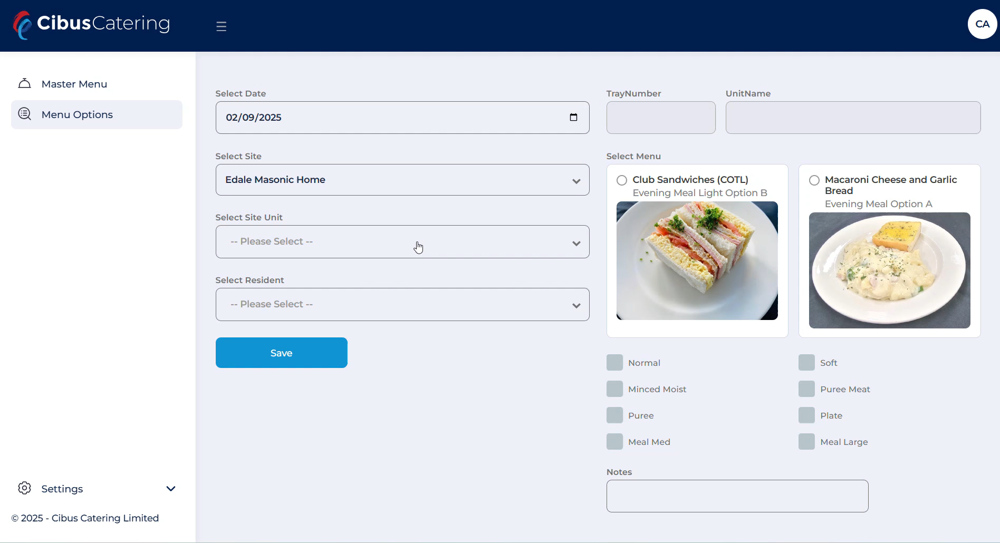 CibusCatering
CA
Master Menu
Menu Options
Select Date
02/09/2025
Select Site
Edale Masonic Home
Select Site Unit
-- Please Select --
Select Resident
-- Please Select --
Save
TrayNumber
UnitName
Select Menu
Club Sandwiches (COTL)
Evening Meal Light Option B
Macaroni Cheese and Garlic
Bread
Evening Meal Option A
Normal
Soft
Minced Moist
Puree Meat
Puree
Plate
Meal Med
Meal Large
Notes
Settings
© 2025 - Cibus Catering Limited